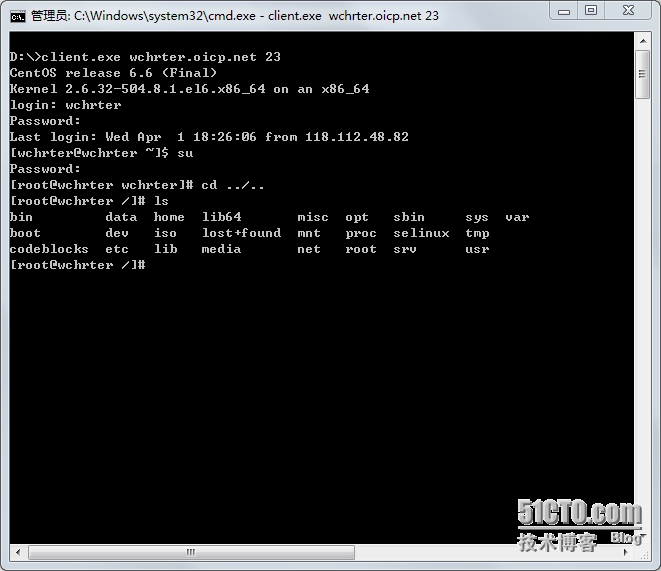 管理员: C:\Windows\system32\cmd.exe - client.exe  wchrter.oicp.net 23
D:\>client.exe wchrter.oicp.net 23
CentOS release 6.6 (Final)
Kernel 2.6.32-504.8.1.el6.x86_64 on an x86_64
login: wchrter
Password:
Last login: Wed Apr  1 18:26:06 from 118.112.48.82
[wchrter@wchrter ~]$ su
Password:
[root@wchrter wchrter]# cd ../..
[root@wchrter /]# ls
bin         data  home  lib64       misc  opt   sbin     sys  var
boot        dev   iso   lost+found  mnt   proc  selinux  tmp
codeblocks  etc   lib   media       net   root  srv      usr
[root@wchrter /]#
51CTO.com
技术博客 Blog